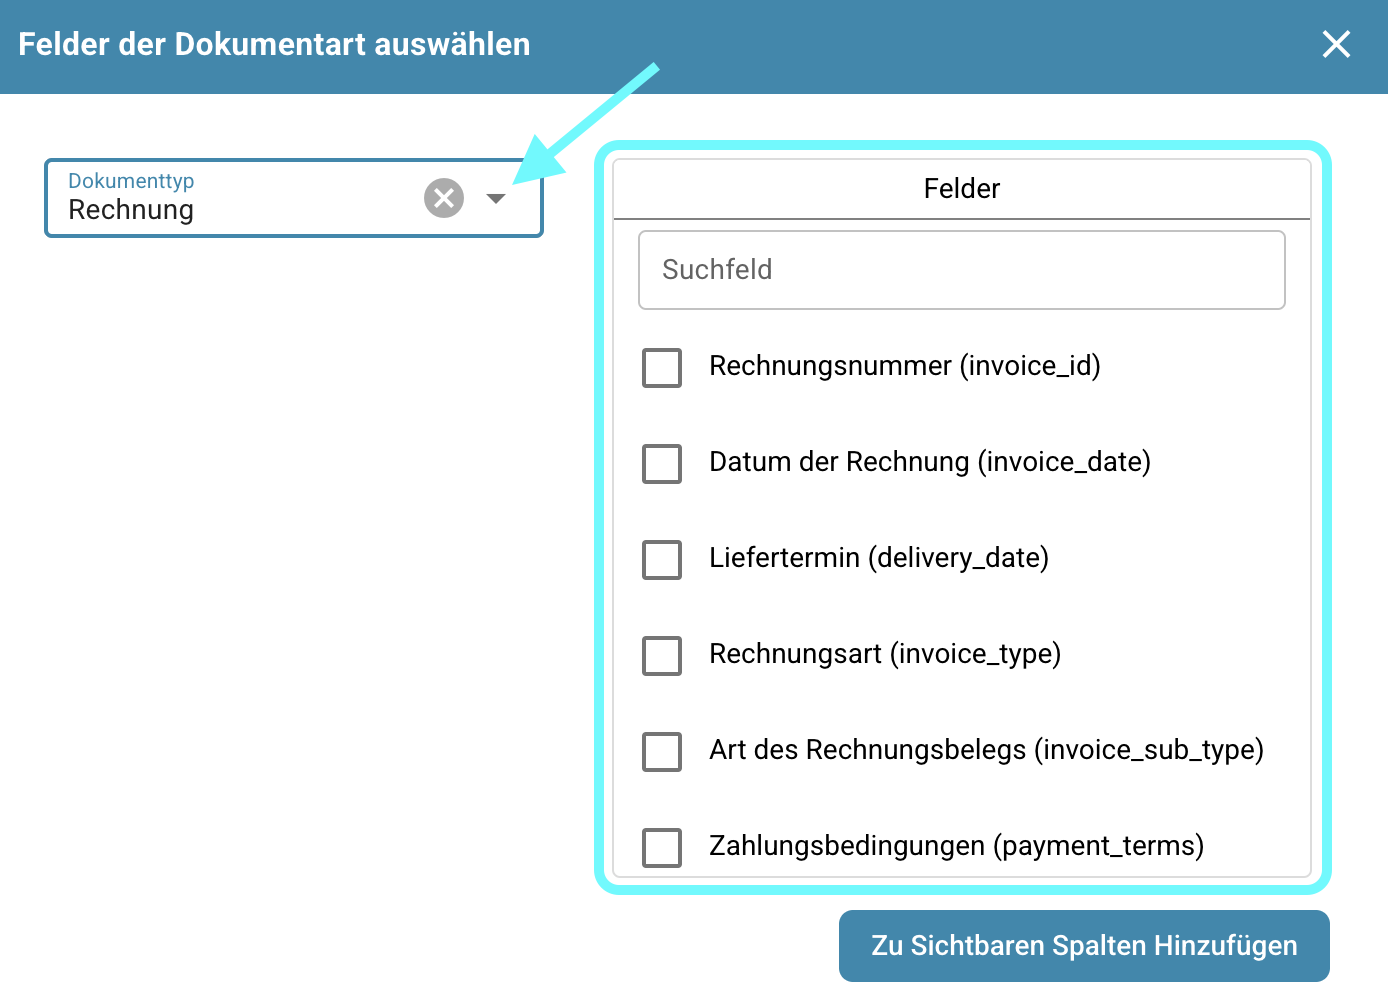 Felder der Dokumentart auswählen
Dokumenttyp
Rechnung
Felder
Suchfeld
Rechnungsnummer (invoice_id)
Datum der Rechnung (invoice_date)
Liefertermin (delivery_date)
Rechnungsart (invoice_type)
Art des Rechnungsbelegs (invoice_sub_type)
Zahlungsbedingungen (payment_terms)
Zu Sichtbaren Spalten Hinzufügen